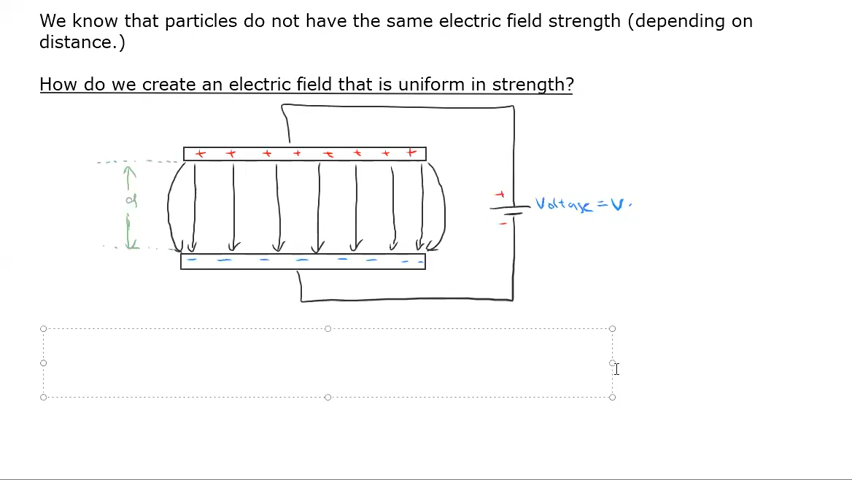 We know that particles do not have the same electric field strength (depending on
distance.)
How do we create an electric field that is uniform in strength?
+ + + + + + + +
d
+
Voltage = V.
-
- - - - - - - -